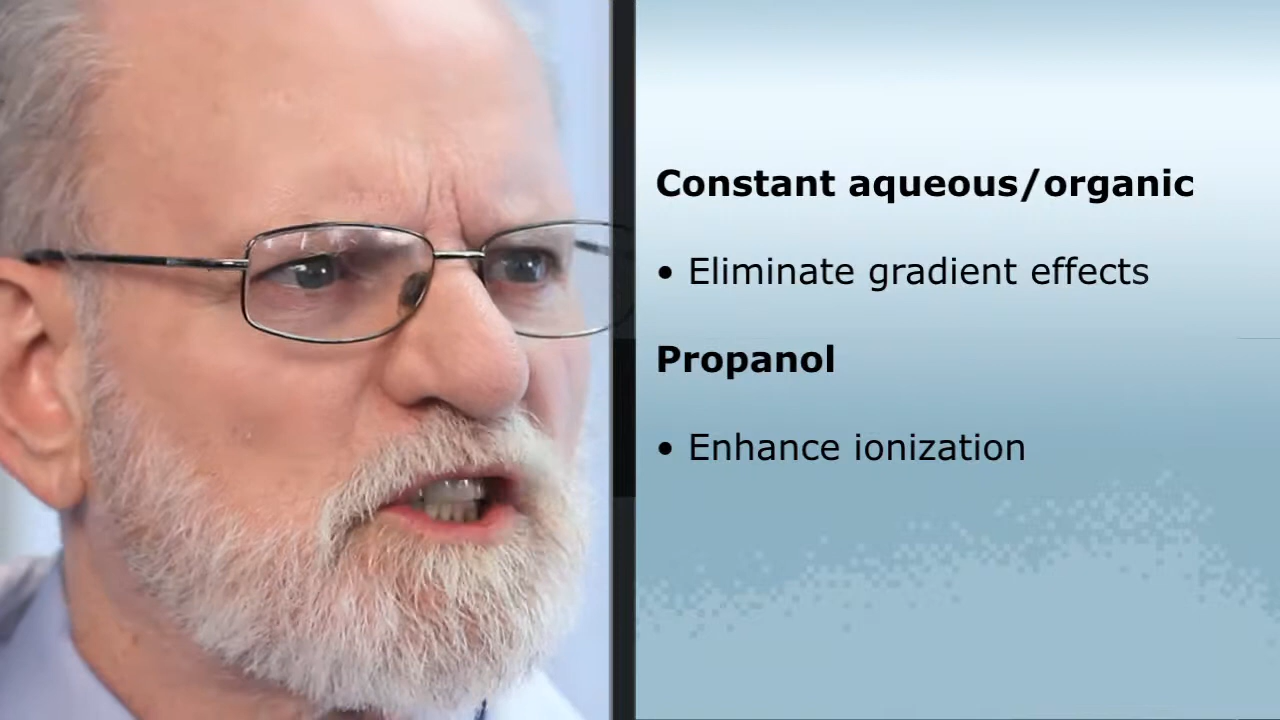 Constant aqueous/organic
• Eliminate gradient effects
Propanol
• Enhance ionization